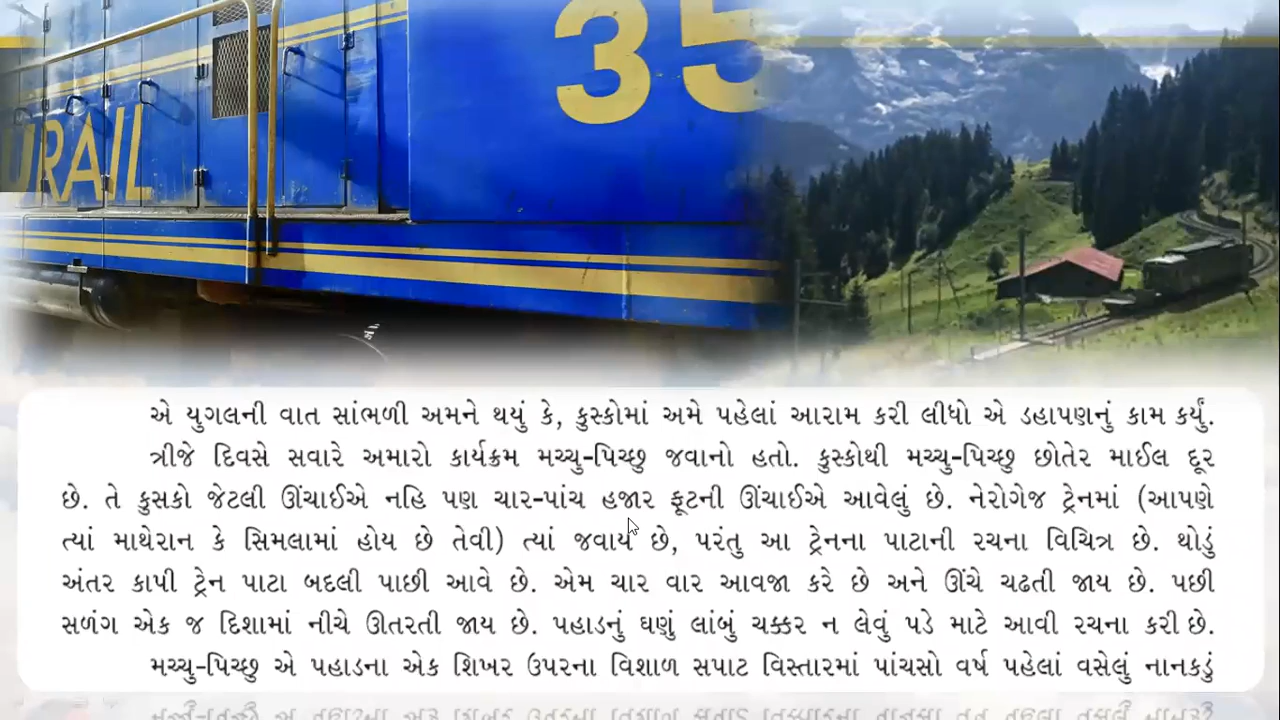 35
URAIL
એ યુગલની વાત સાંભળી અમને થયું કે, કુસ્કોમાં અમે પહેલાં આરામ કરી લીધો એ ડહાપણનું કામ કર્યું.
ત્રીજે દિવસે સવારે અમારો કાર્યક્રમ મચ્ચુ-પિચ્છુ જવાનો હતો. કુસ્કોથી મચ્ચુ-પિચ્છુ છોતેર માઈલ દૂર
છે. તે કુસકો જેટલી ઊંચાઈએ નહિ પણ ચાર-પાંચ હજાર ફૂટની ઊંચાઈએ આવેલું છે. નેરોગેજ ટ્રેનમાં (આપણે
ત્યાં માથેરાન કે સિમલામાં હોય છે તેવી) ત્યાં જવાય છે, પરંતુ આ ટ્રેનના પાટાની રચના વિચિત્ર છે. થોડું
અંતર કાપી ટ્રેન પાટા બદલી પાછી આવે છે. એમ ચાર વાર આવજા કરે છે અને ઊંચે ચઢતી જાય છે. પછી
સળંગ એક જ દિશામાં નીચે ઊતરતી જાય છે. પહાડનું ઘણું લાંબું ચક્કર ન લેવું પડે માટે આવી રચના કરી છે.
મચ્ચુ-પિચ્છુ એ પહાડના એક શિખર ઉપરના વિશાળ સપાટ વિસ્તારમાં પાંચસો વર્ષ પહેલાં વસેલું નાનકડું